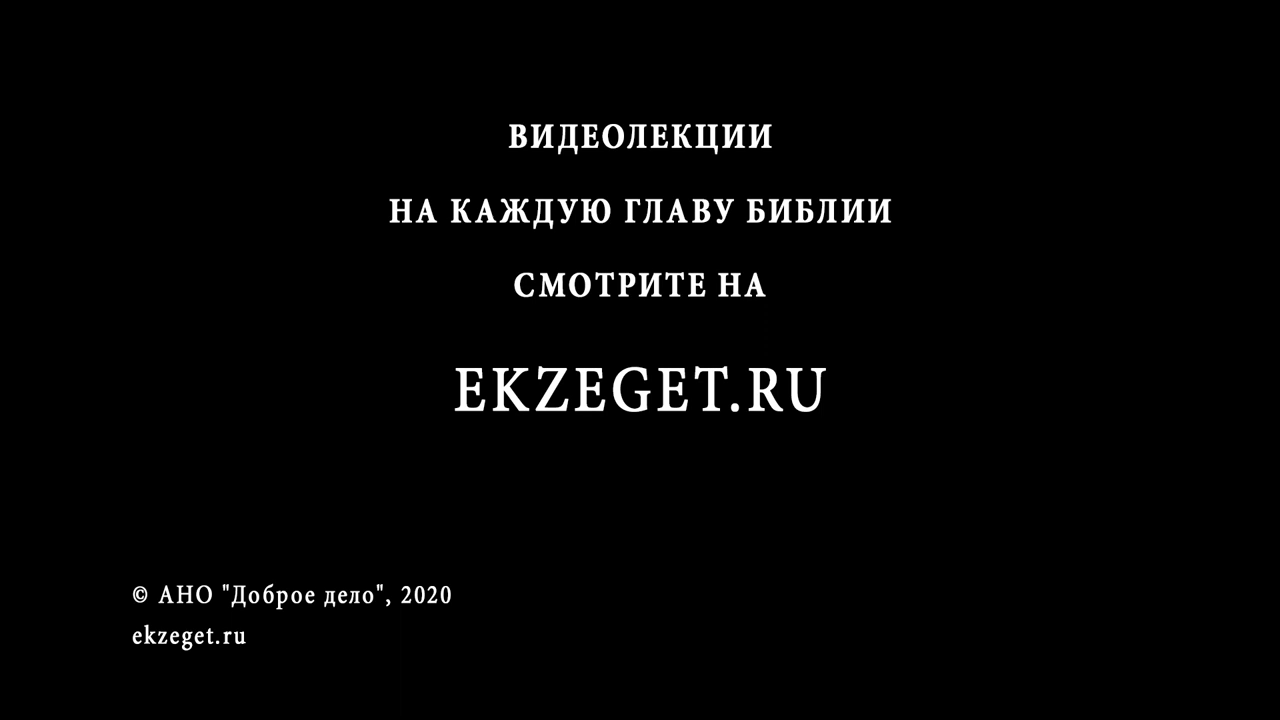 ВИДЕОЛЕКЦИИ
НА КАЖДУЮ ГЛАВУ БИБЛИИ
СМОТРИТЕ НА
EKZEGET.RU
© АНО "Доброе дело", 2020
ekzeget.ru